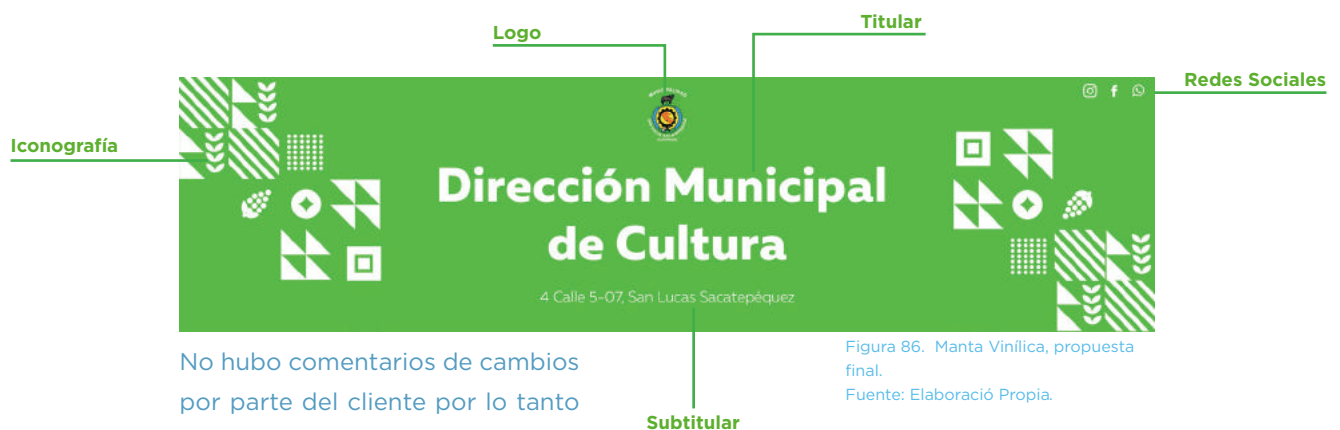 Titular
Logo
Redes Sociales
Iconografía
Dirección Municipal
de Cultura
4 Calle 5-07, San Lucas Sacatepéquez
No hubo comentarios de cambios
por parte del cliente por lo tanto
Figura 86. Manta Vinílica, propuesta
final.
Fuente: Elaboració Propia.
Subtitular